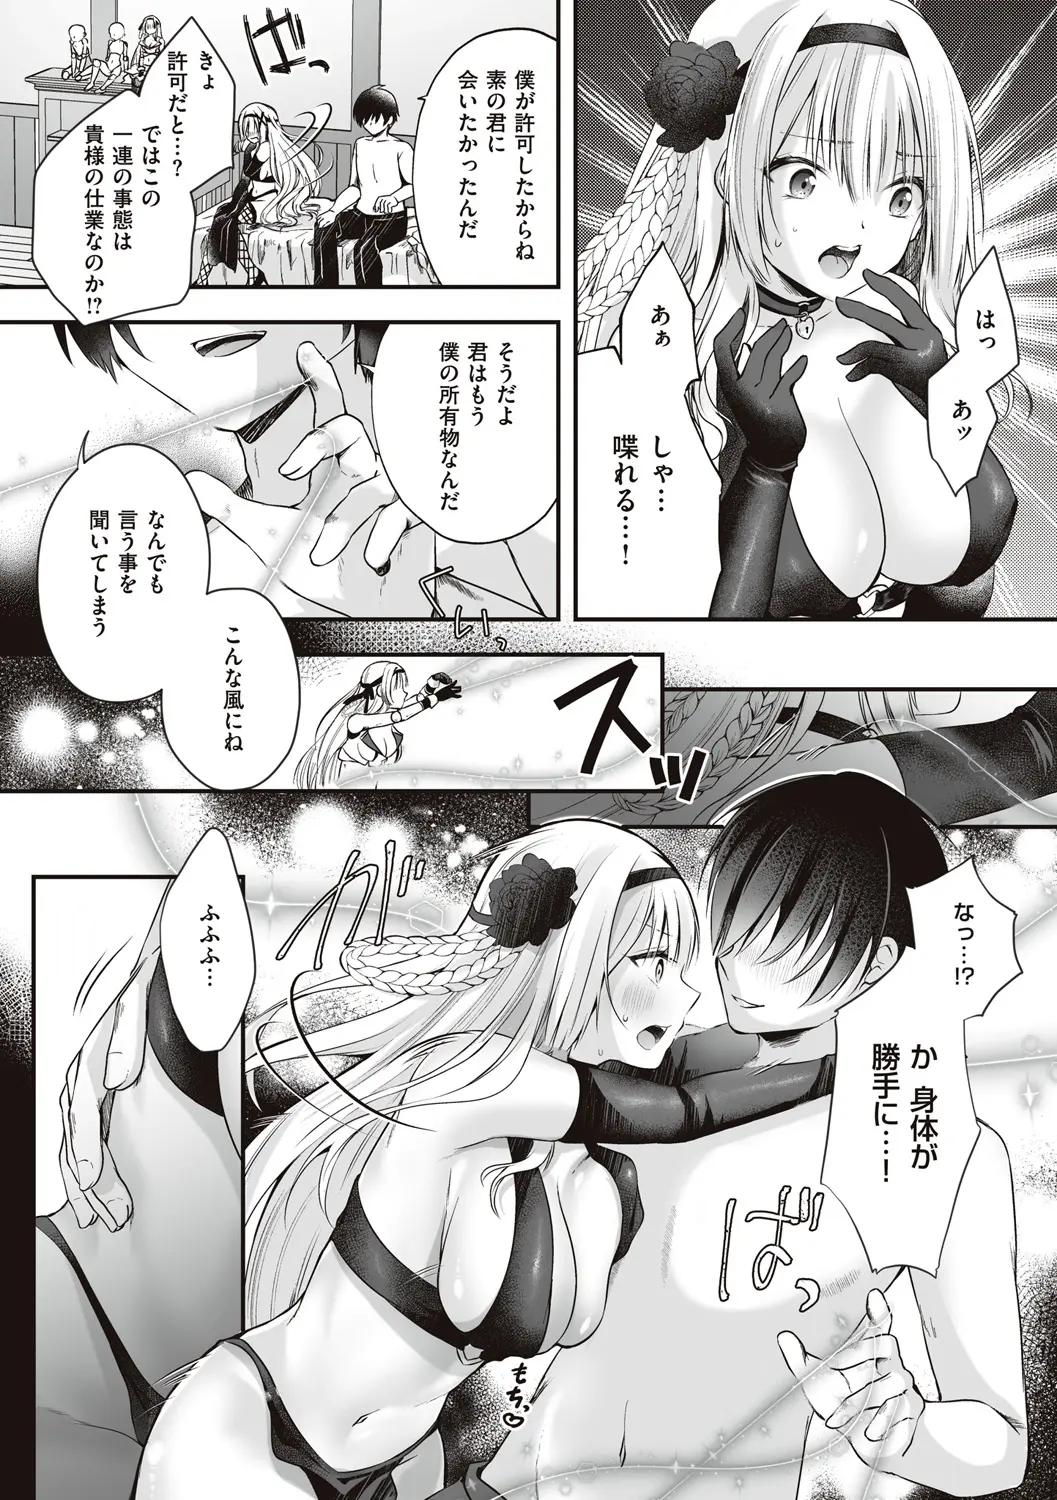 はっ
あッ
あぁ
しゃ…
喋れる…！
僕が許可したからね
素の君に
会いたかったんだ
ばっ
きょ
許可だと…？
ではこの
一連の事態は
貴様の仕業なのか!?
そうだよ
君はもう
僕の所有物なんだ
なんでも
言う事を
聞いてしまう
こんな風にね
くいっ
スッ
なっ…!?
か 身体が
勝手に…！
ばっ
もちっ♡
ふふふ…